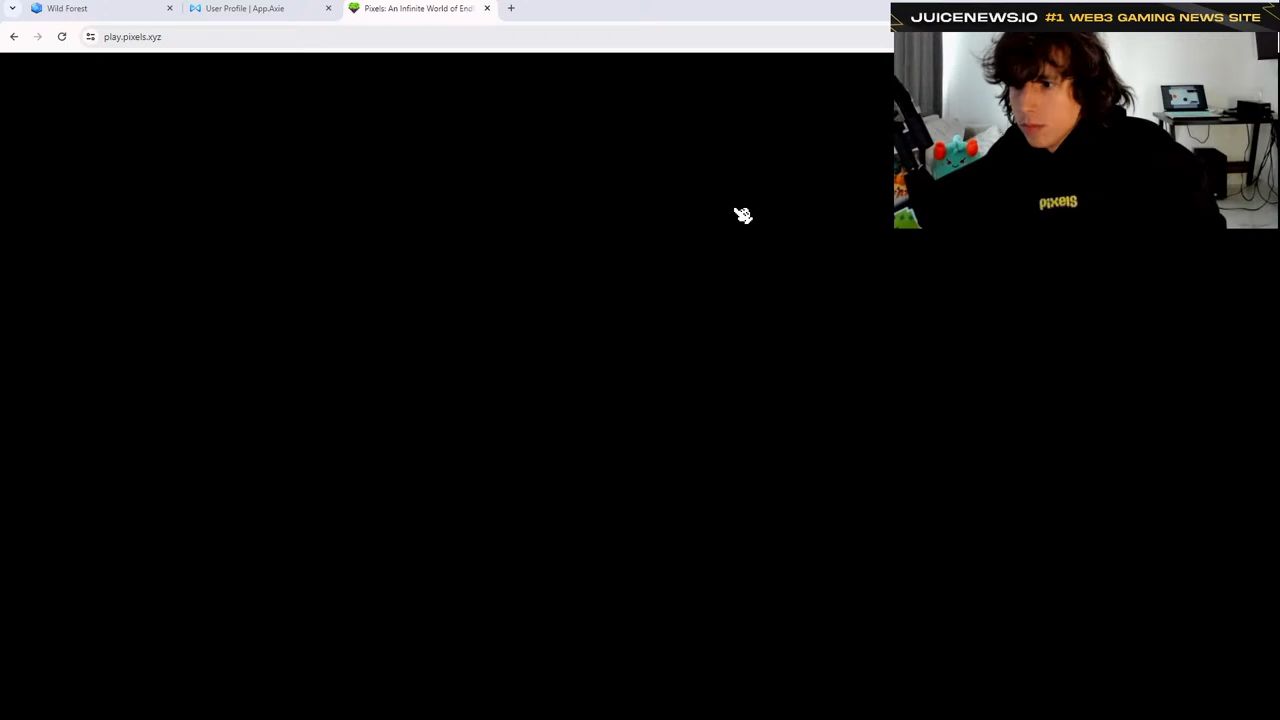 Wild Forest
User Profile | App.Axie
Pixels: An Infinite World of End
play.pixels.xyz
JUICENEWS.IO #1 WEB3 GAMING NEWS SITE
pixels